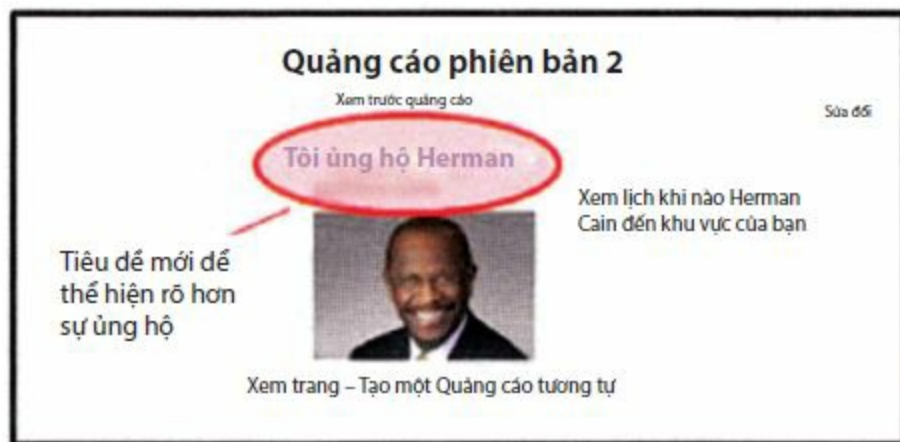 Quảng cáo phiên bản 2
Xem trước quảng cáo
Sửa đổi
Tôi ủng hộ Herman
Xem lịch khi nào Herman
Cain đến khu vực của bạn
Tiêu dề mới dể
thể hiện rõ hơn
sự ủng hộ
Xem trang – Tạo một Quảng cáo tương tự